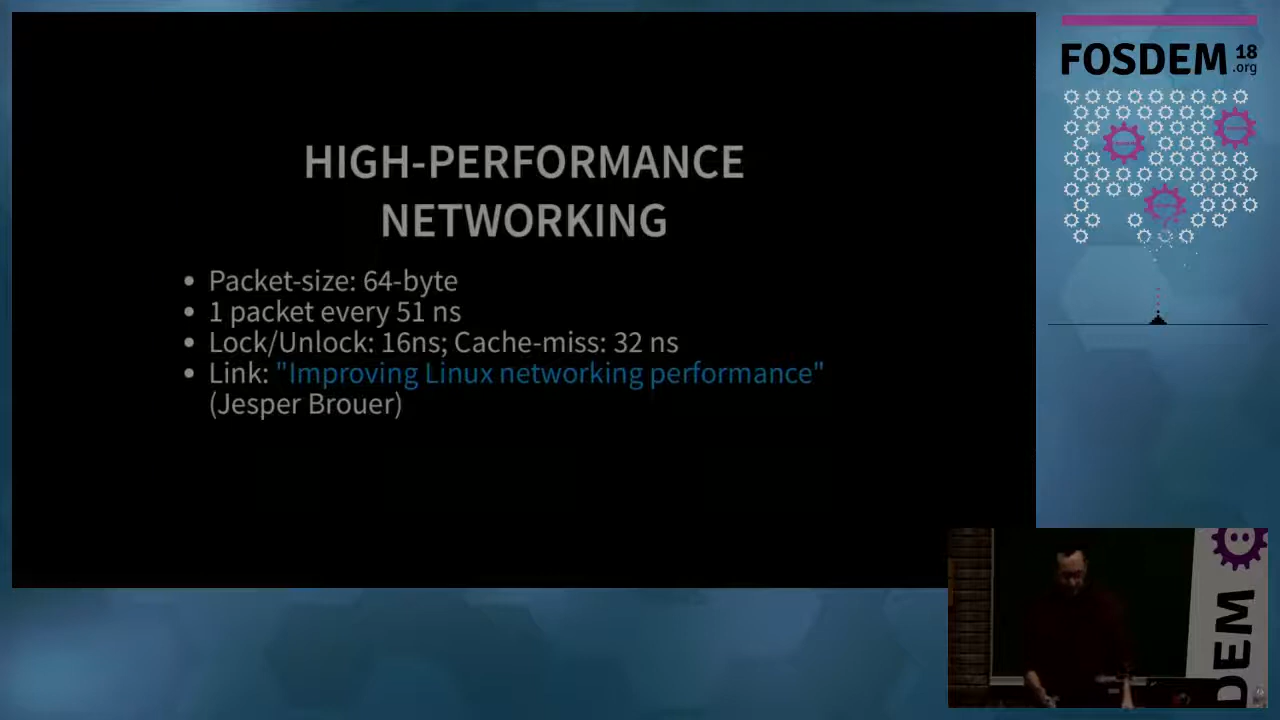 HIGH-PERFORMANCE
NETWORKING
• Packet-size: 64-byte
• 1 packet every 51 ns
• Lock/Unlock: 16ns; Cache-miss: 32 ns
• Link: "Improving Linux networking performance"
(Jesper Brouer)
FOSDEM 18
.org
DEM